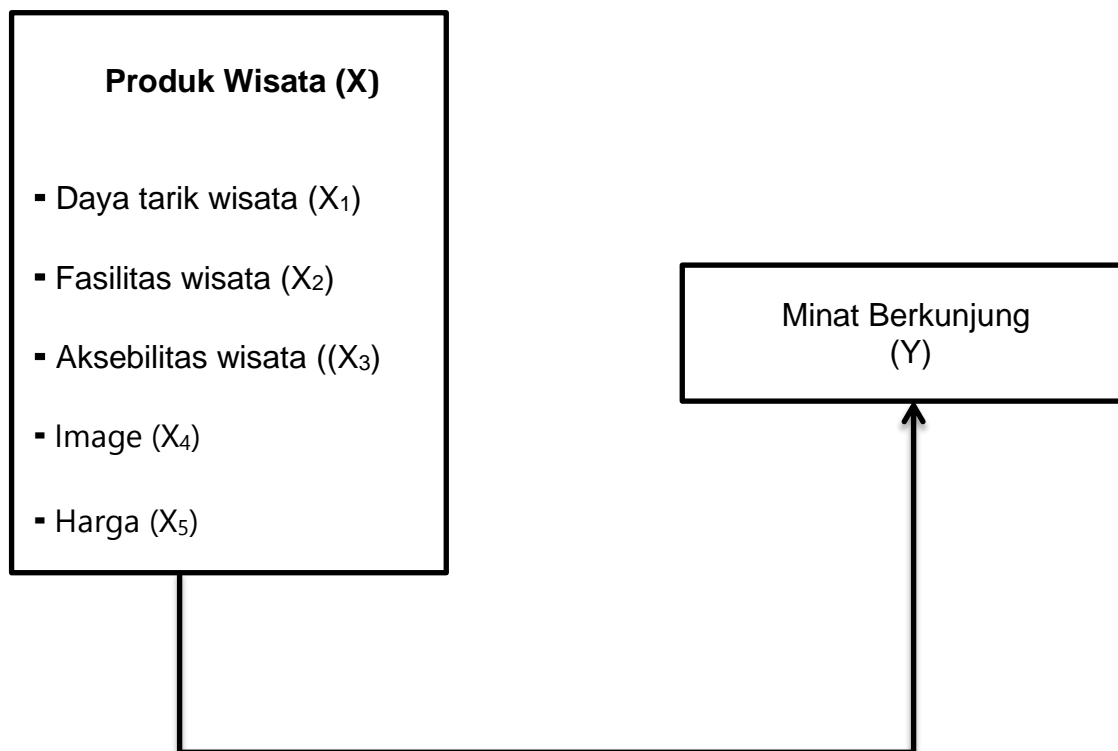 Produk Wisata (X)
- Daya tarik wisata (X₁)
- Fasilitas wisata (X₂)
- Aksebilitas wisata ((X₃)
- Image (X₄)
- Harga (X₅)
Minat Berkunjung
(Y)